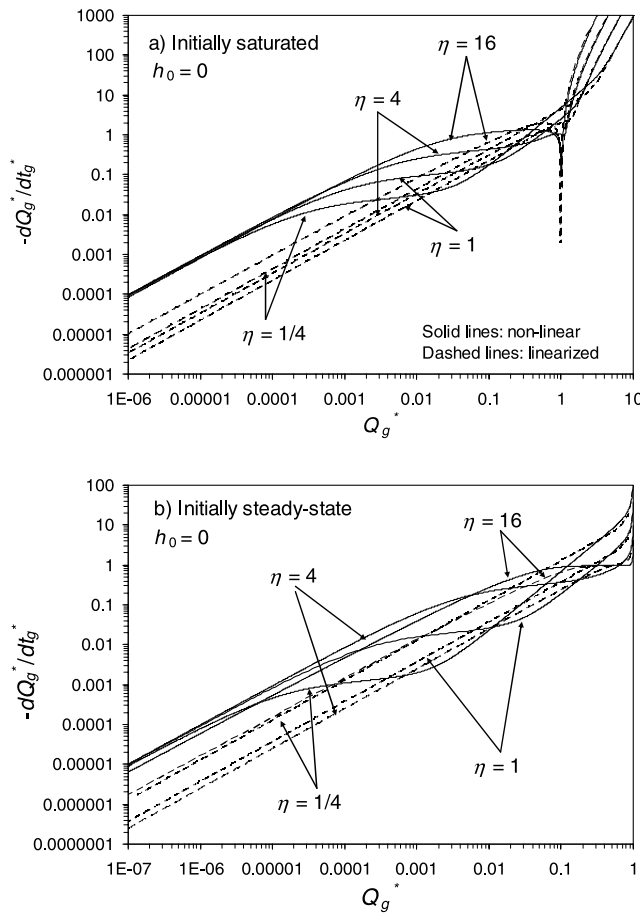 1000
100
10
1
0.1
0.01
0.001
0.0001
0.00001
0.000001
-dQg*/dtg*
a) Initially saturated
h0 = 0
η = 16
η = 4
η = 1
η = 1/4
Solid lines: non-linear
Dashed lines: linearized
1E-06 0.00001 0.0001 0.001 0.01 0.1 1 10
Qg*
100
10
1
0.1
0.01
0.001
0.0001
0.00001
0.000001
0.0000001
-dQg*/dtg*
b) Initially steady-state
h0 = 0
η = 16
η = 4
η = 1
η = 1/4
1E-07 0.00001 0.0001 0.001 0.01 0.1 1
Qg*